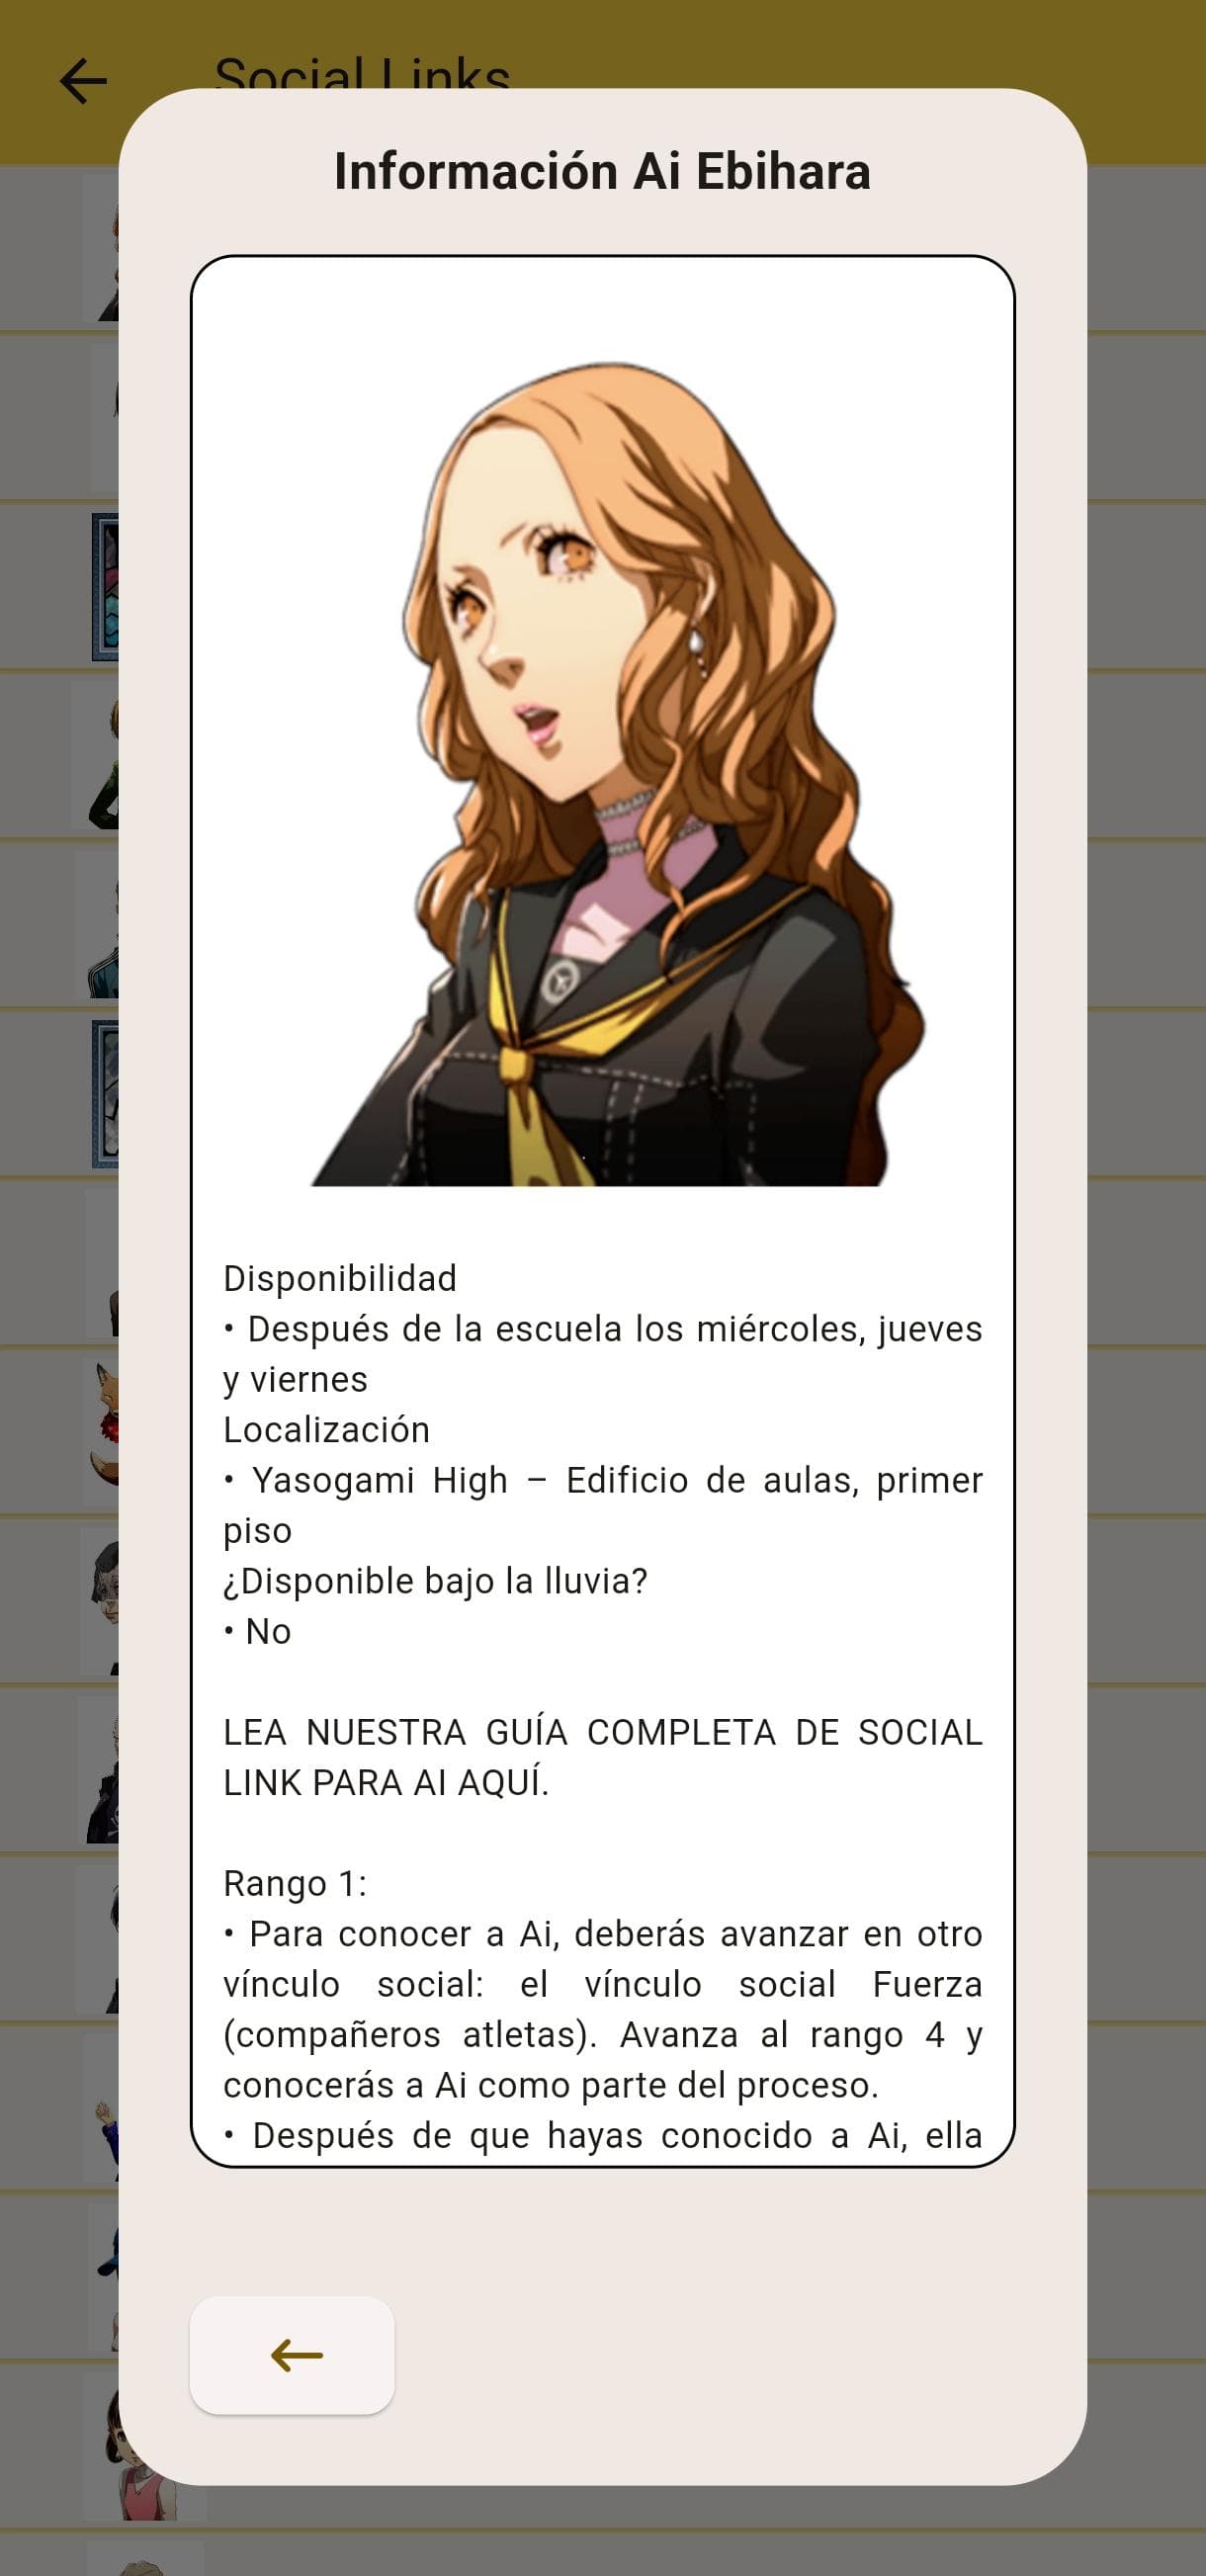 Social Links
Información Ai Ebihara
Disponibilidad
• Después de la escuela los miércoles, jueves
y viernes
Localización
• Yasogami High – Edificio de aulas, primer
piso
¿Disponible bajo la lluvia?
• No
LEA NUESTRA GUÍA COMPLETA DE SOCIAL
LINK PARA AI AQUÍ.
Rango 1:
• Para conocer a Ai, deberás avanzar en otro
vínculo social: el vínculo social Fuerza
(compañeros atletas). Avanza al rango 4 y
conocerás a Ai como parte del proceso.
• Después de que hayas conocido a Ai, ella